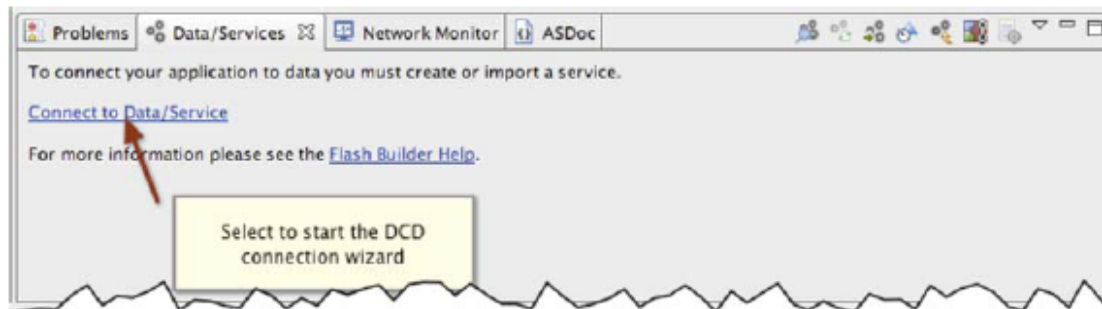 Problems Data/Services Network Monitor ASDoc
To connect your application to data you must create or import a service.
Connect to Data/Service
For more information please see the Flash Builder Help.
Select to start the DCD
connection wizard